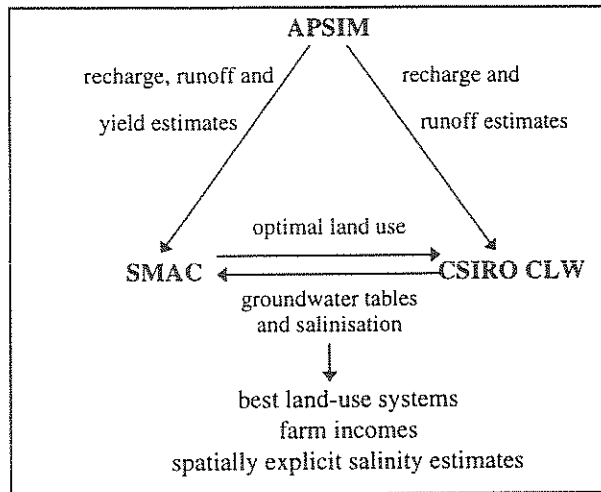 APSIM
recharge, runoff and
yield estimates
recharge and
runoff estimates
optimal land use
SMAC
CSIRO CLW
groundwater tables
and salinisation
best land-use systems
farm incomes
spatially explicit salinity estimates